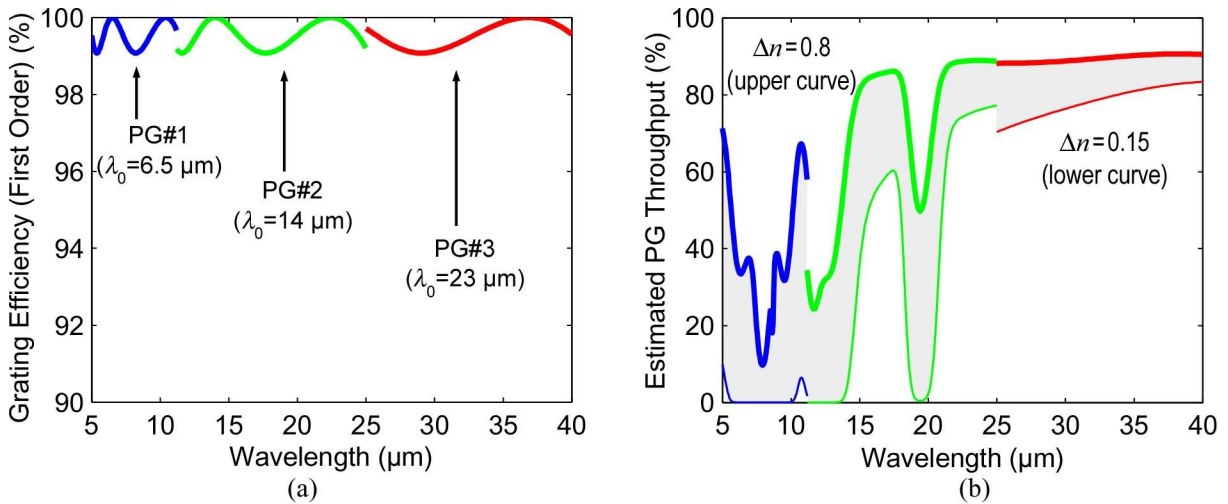 Grating Efficiency (First Order) (%)
100
98
96
94
92
90
PG#1
(λ0=6.5 µm)
PG#2
(λ0=14 µm)
PG#3
(λ0=23 µm)
5 10 15 20 25 30 35 40
Wavelength (µm)
(a)
Estimated PG Throughput (%)
100
80
60
40
20
0
Δn=0.8
(upper curve)
Δn=0.15
(lower curve)
5 10 15 20 25 30 35 40
Wavelength (µm)
(b)